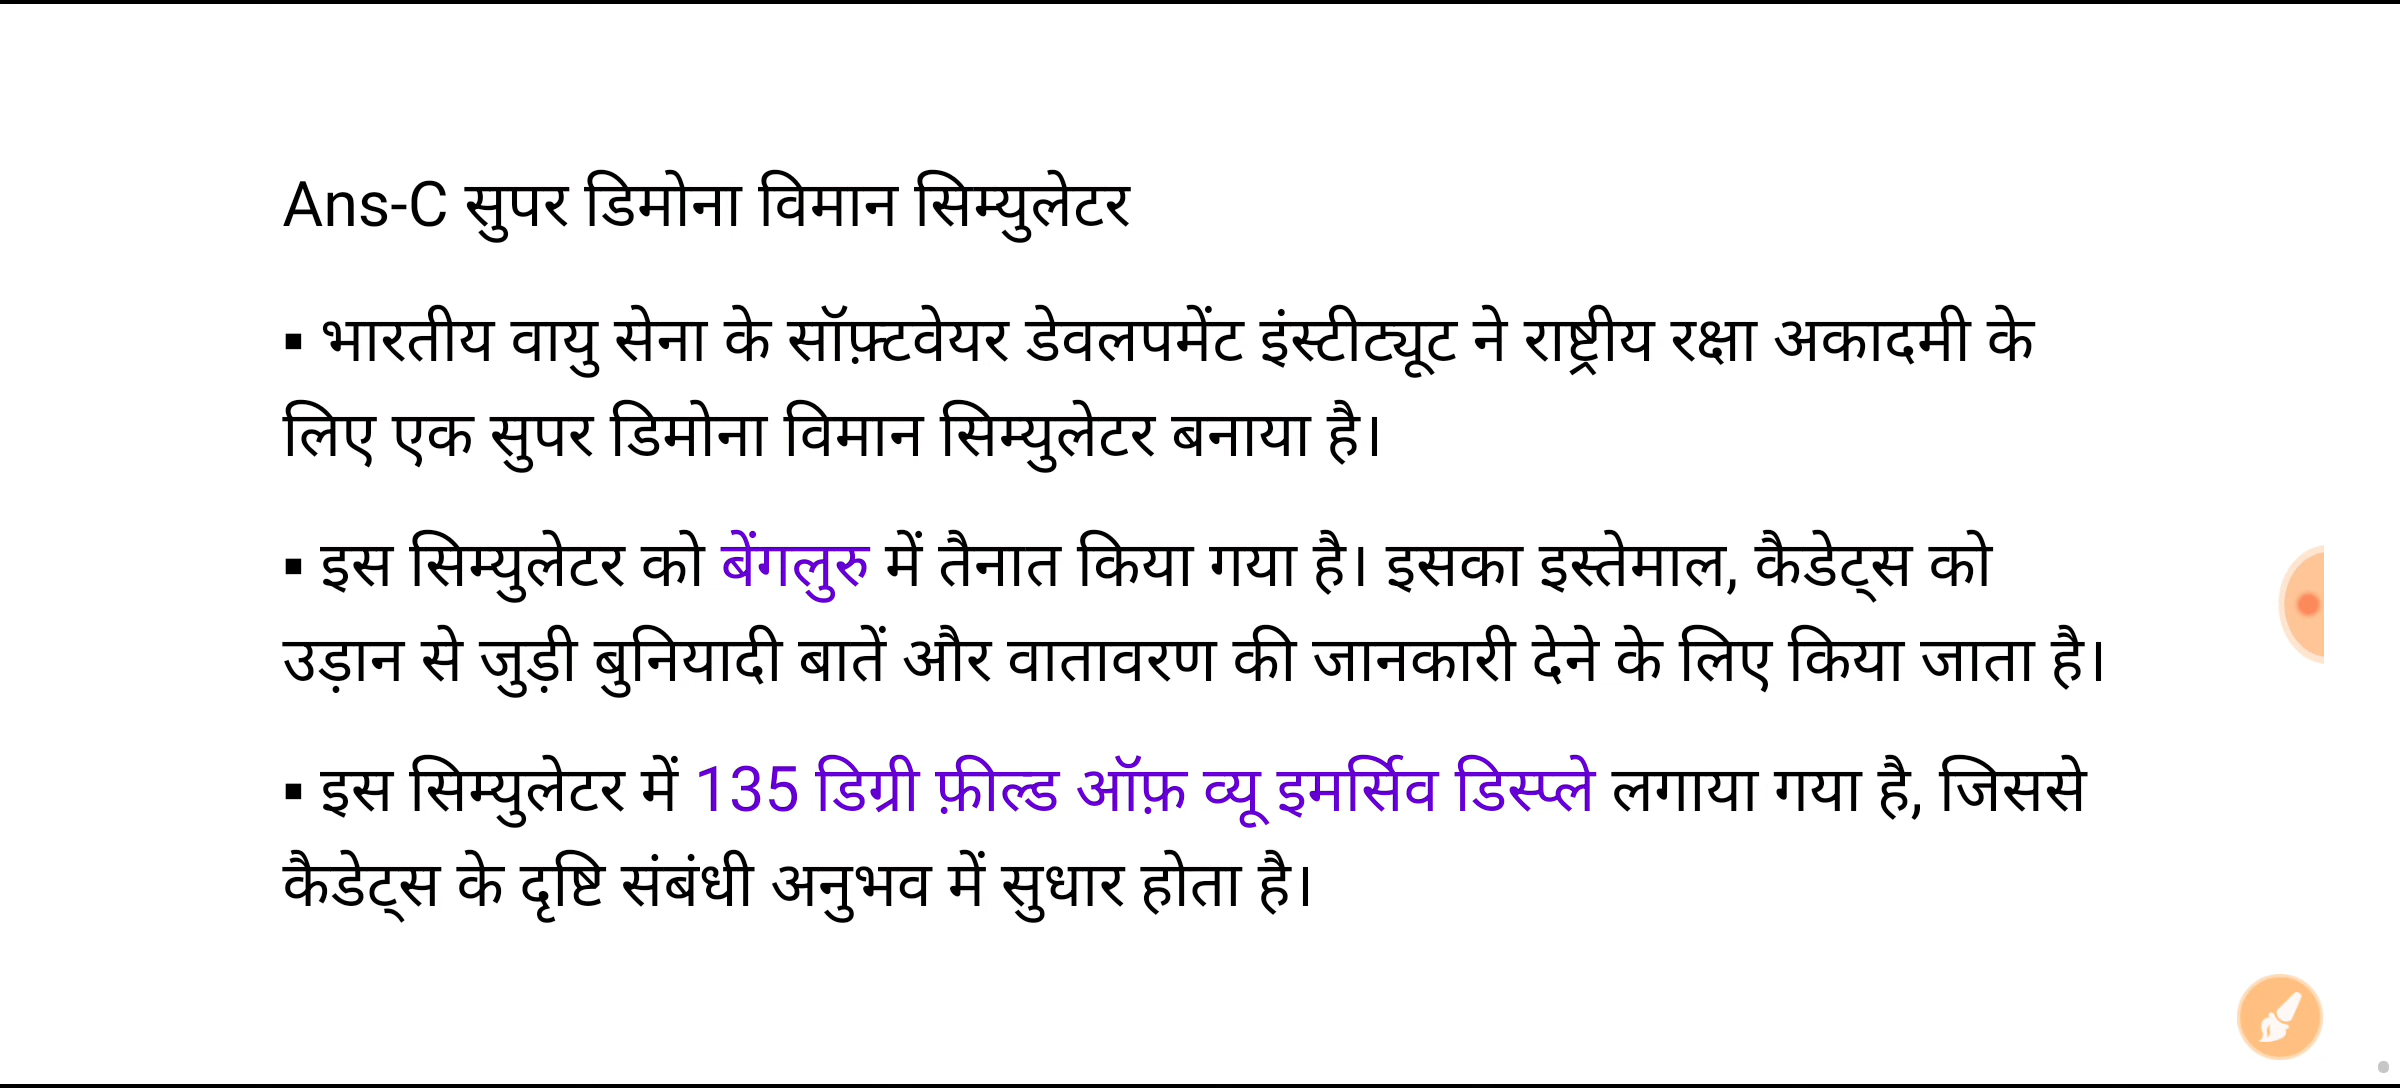 Ans-C सुपर डिमोना विमान सिम्युलेटर
▪ भारतीय वायु सेना के सॉफ़्टवेयर डेवलपमेंट इंस्टीट्यूट ने राष्ट्रीय रक्षा अकादमी के
लिए एक सुपर डिमोना विमान सिम्युलेटर बनाया है।
▪ इस सिम्युलेटर को बेंगलुरु में तैनात किया गया है। इसका इस्तेमाल, कैडेट्स को
उड़ान से जुड़ी बुनियादी बातें और वातावरण की जानकारी देने के लिए किया जाता है।
▪ इस सिम्युलेटर में 135 डिग्री फ़ील्ड ऑफ़ व्यू इमर्सिव डिस्प्ले लगाया गया है, जिससे
कैडेट्स के दृष्टि संबंधी अनुभव में सुधार होता है।